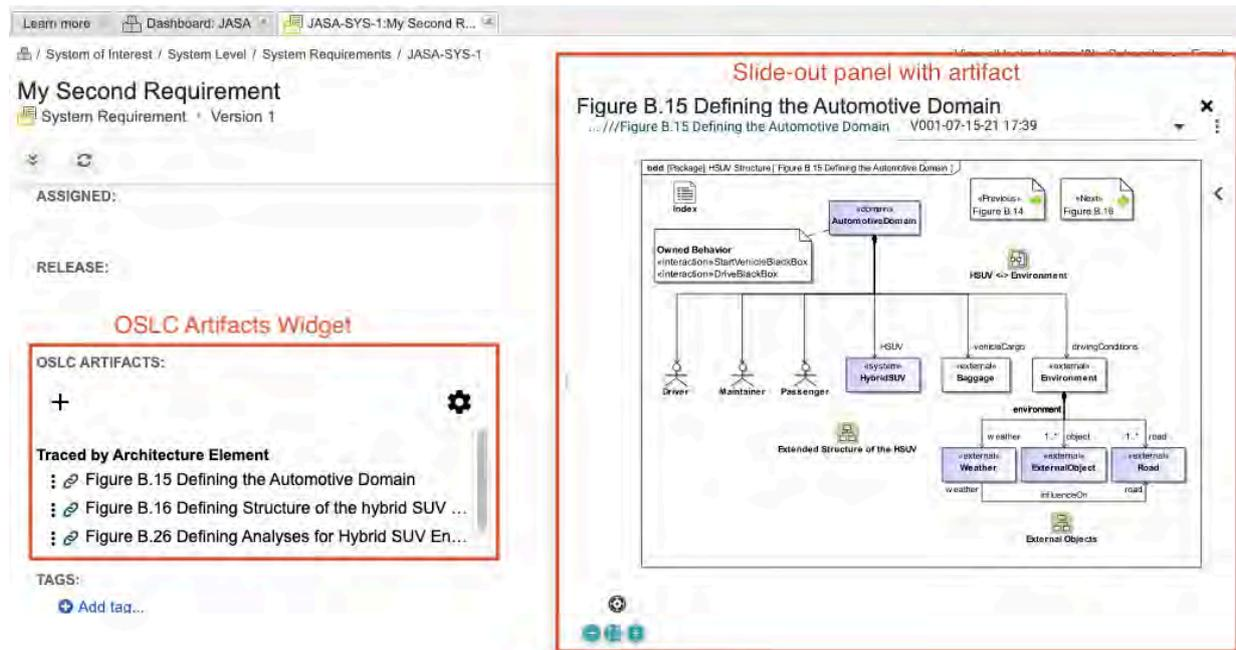 Learn more
Dashboard: JASA
JASA-SYS-1:My Second R...
/ System of Interest / System Level / System Requirements / JASA-SYS-1
My Second Requirement
System Requirement • Version 1
ASSIGNED:
RELEASE:
OSLC Artifacts Widget
OSLC ARTIFACTS:
+
Traced by Architecture Element
Figure B.15 Defining the Automotive Domain
Figure B.16 Defining Structure of the hybrid SUV ...
Figure B.26 Defining Analyses for Hybrid SUV En...
TAGS:
Add tag...
Slide-out panel with artifact
Figure B.15 Defining the Automotive Domain
... ///Figure B.15 Defining the Automotive Domain V001-07-15-21 17:39
bdd [Package] HSUV Structure [ Figure B.15 Defining the Automotive Domain ]
Index
«domain»
AutomotiveDomain
«Previous»
Figure B.14
«Next»
Figure B.16
Owned Behavior
«interaction»StartVehicleBlackBox
«interaction»DriveBlackBox
HSUV <-> Environment
HSUV
vehicleCargo
drivingConditions
Driver
Maintainer
Passenger
«system»
HybridSUV
«external»
Baggage
«external»
Environment
environment
Extended Structure of the HSUV
weather
1..* object
1..* road
«external»
Weather
«external»
ExternalObject
«external»
Road
weather
influenceOn
road
External Objects